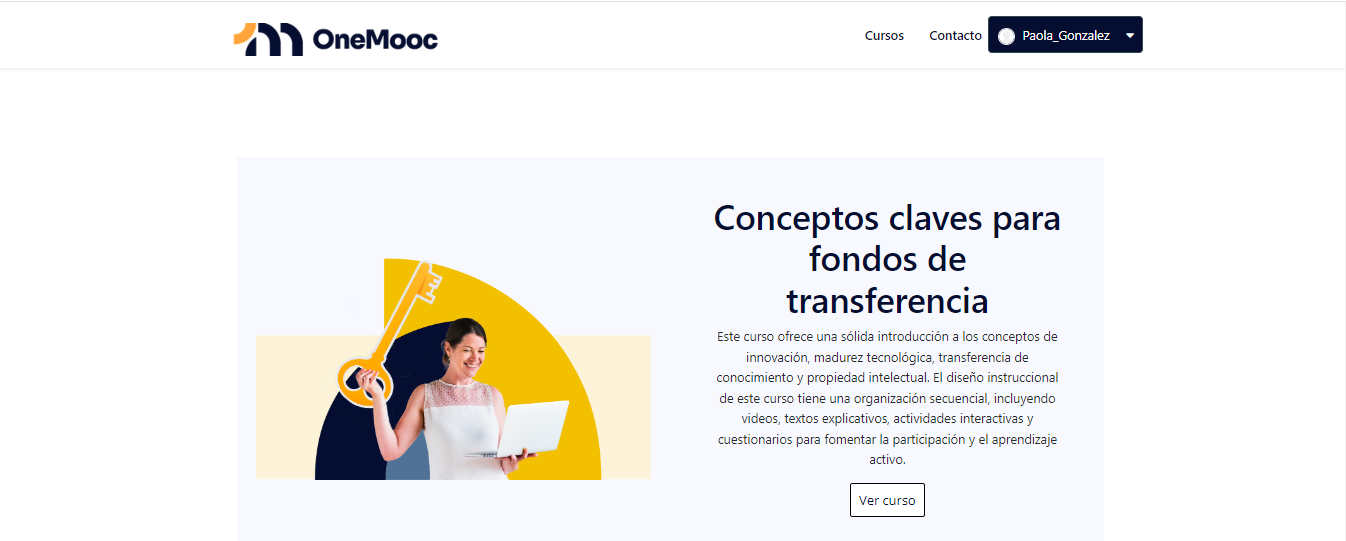 OneMooc
Cursos
Contacto
Paola_Gonzalez
Conceptos claves para
fondos de
transferencia
Este curso ofrece una sólida introducción a los conceptos de
innovación, madurez tecnológica, transferencia de
conocimiento y propiedad intelectual. El diseño instruccional
de este curso tiene una organización secuencial, incluyendo
videos, textos explicativos, actividades interactivas y
cuestionarios para fomentar la participación y el aprendizaje
activo.
Ver curso